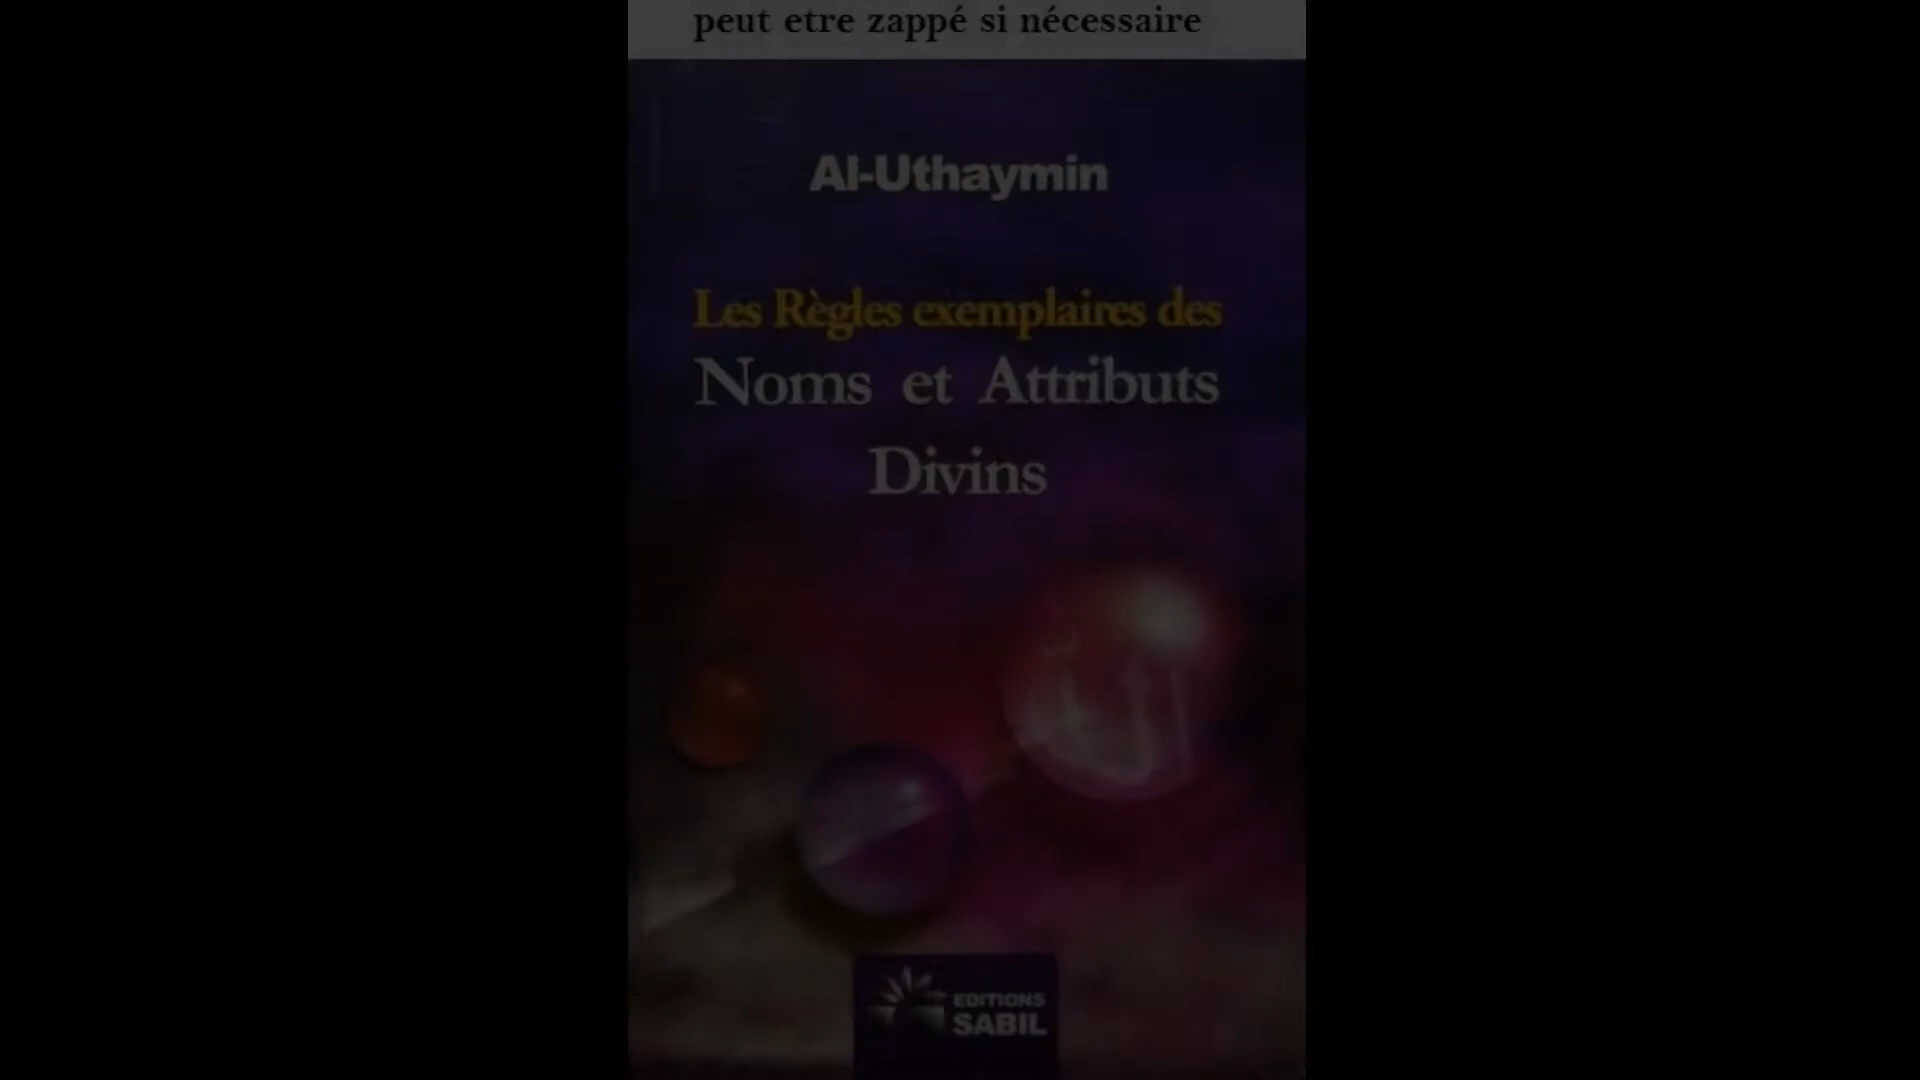 peut etre zappé si nécessaire
Al-Uthaymin
Les Règles exemplaires des
Noms et Attributs
Divins
EDITIONS
SABIL